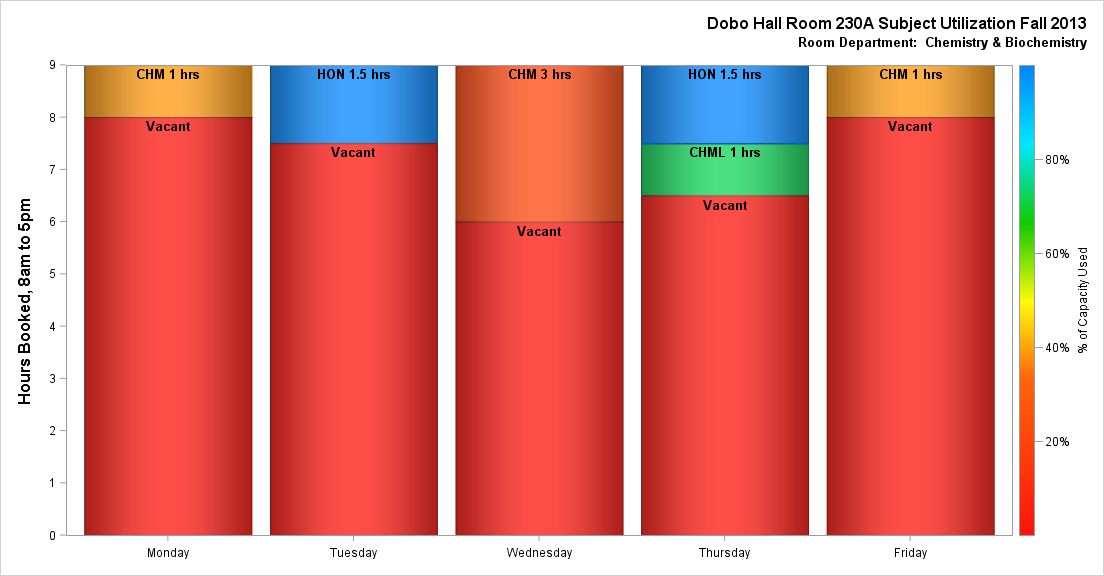 Dobo Hall Room 230A Subject Utilization Fall 2013
Room Department:  Chemistry & Biochemistry
Hours Booked, 8am to 5pm
9
8
7
6
5
4
3
2
1
0
CHM 1 hrs
Vacant
HON 1.5 hrs
Vacant
CHM 3 hrs
Vacant
HON 1.5 hrs
CHML 1 hrs
Vacant
CHM 1 hrs
Vacant
Monday
Tuesday
Wednesday
Thursday
Friday
80%
60%
40%
20%
% of Capacity Used